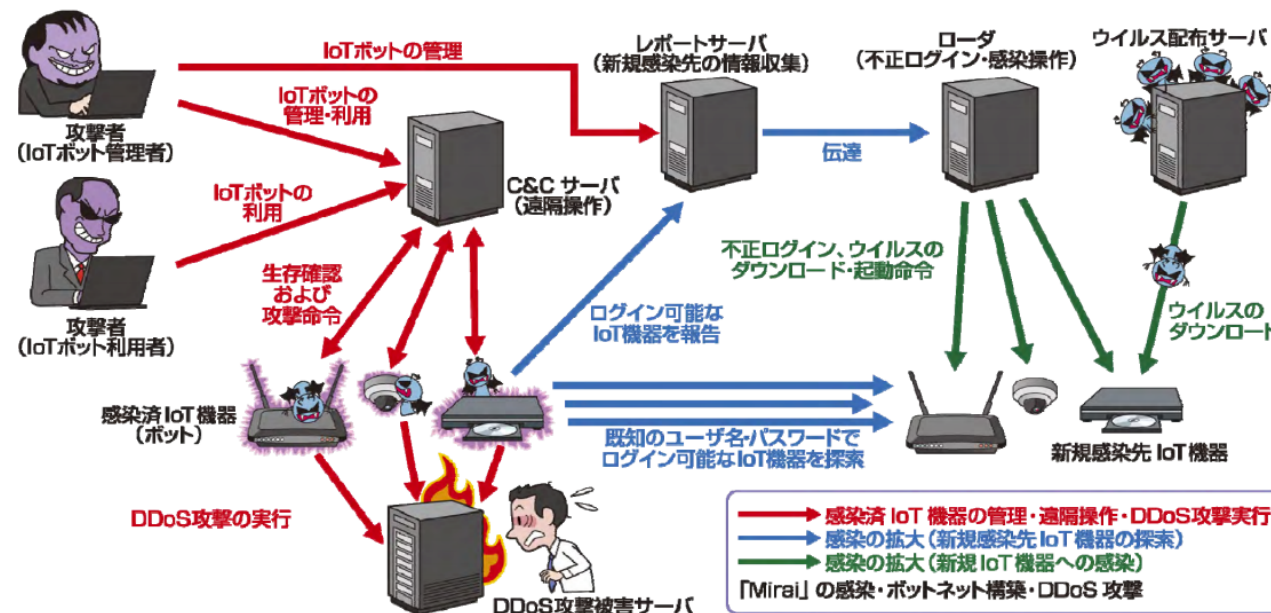 IoTボットの管理
レポートサーバ
(新規感染先の情報収集)
ローダ
(不正ログイン・感染操作)
ウイルス配布サーバ
IoTボットの
管理・利用
攻撃者
(IoTボット管理者)
伝達
C&C サーバ
(遠隔操作)
IoTボットの
利用
不正ログイン、ウイルスの
ダウンロード・起動命令
生存確認
および
攻撃命令
ログイン可能な
IoT機器を報告
ウイルスの
ダウンロード
攻撃者
(IoTボット利用者)
感染済 IoT 機器
(ボット)
既知のユーザ名・パスワードで
ログイン可能なIoT機器を探索
新規感染先 IoT機器
DDoS攻撃の実行
DDoS攻撃被害サーバ
感染済 IoT 機器の管理・遠隔操作・DDoS攻撃実行
感染の拡大(新規感染先 IoT 機器の探索)
感染の拡大(新規 IoT 機器への感染)
「Mirai」の感染・ボットネット構築・DDoS 攻撃